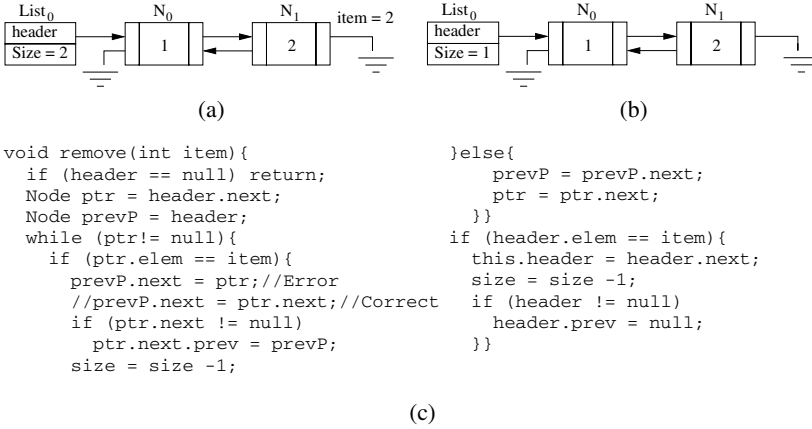 List0 N0 N1 item = 2
header
Size = 2 1 2
(a)
List0 N0 N1
header
Size = 1 1 2
(b)
void remove(int item){
if (header == null) return;
Node ptr = header.next;
Node prevP = header;
while (ptr!= null){
if (ptr.elem == item){
prevP.next = ptr;//Error
//prevP.next = ptr.next;//Correct
if (ptr.next != null)
ptr.next.prev = prevP;
size = size -1;
}else{
prevP = prevP.next;
ptr = ptr.next;
}}
if (header.elem == item){
this.header = header.next;
size = size -1;
if (header != null)
header.prev = null;
}}
(c)